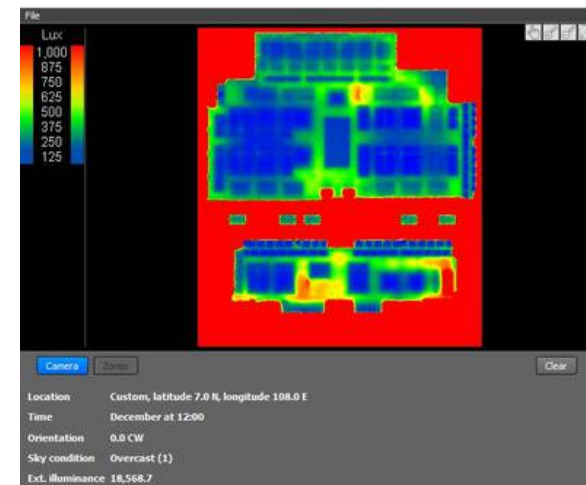 File
Lux
1,000
875
750
625
500
375
250
125
Camera Zones Clear
Location Custom, latitude 7.0 N, longitude 108.0 E
Time December at 12:00
Orientation 0.0 CW
Sky condition Overcast (1)
Ext. illuminance 18,568.7